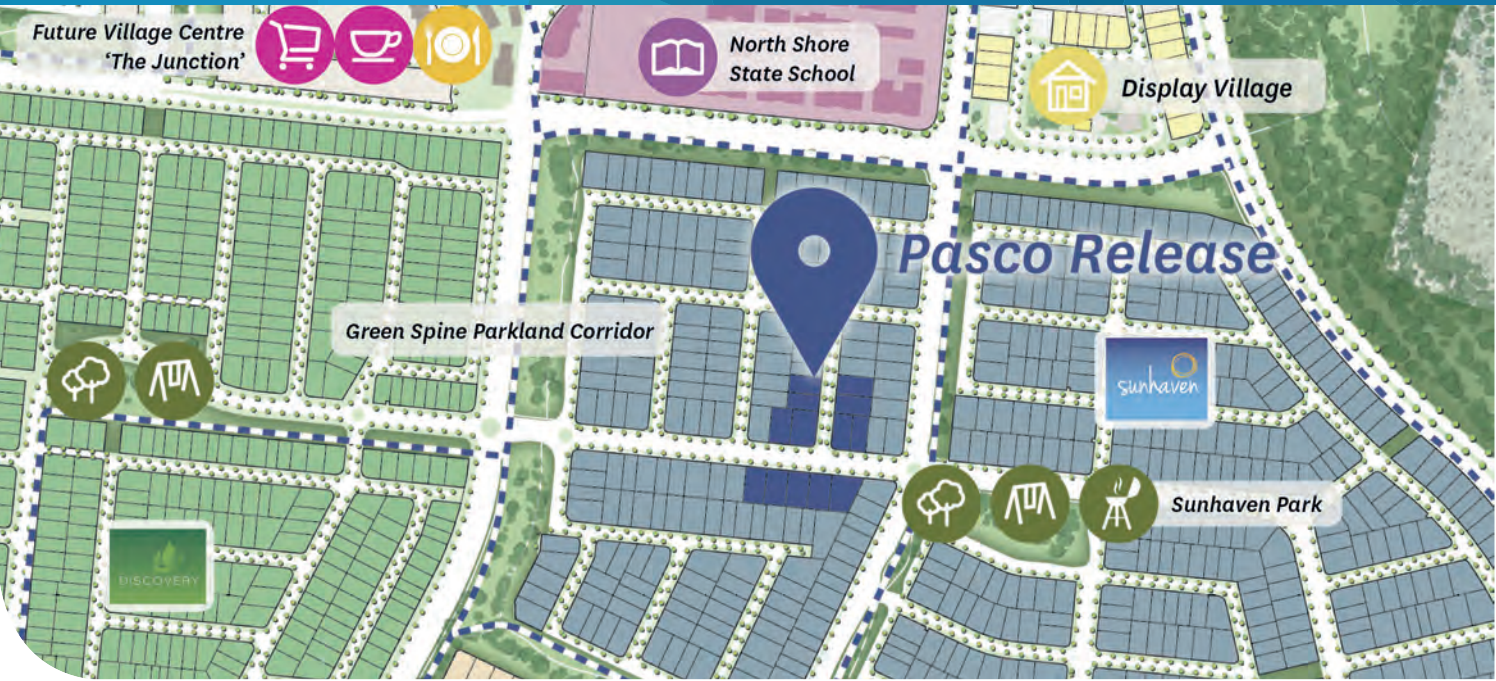 Future Village Centre
‘The Junction’
North Shore
State School
Display Village
Pasco Release
Green Spine Parkland Corridor
sunhaven
Sunhaven Park
DISCOVERY